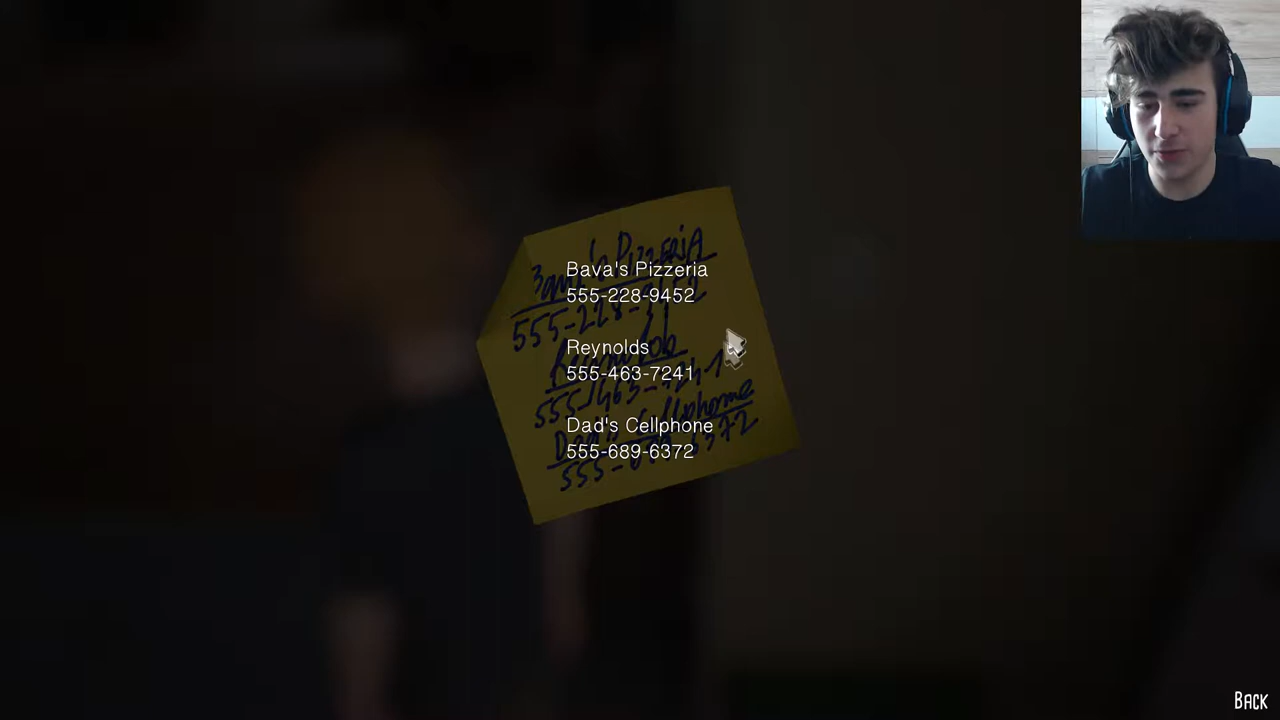 Bava's Pizzeria
555-228-9452
Reynolds
555-463-7241
Dad's Cellphone
555-689-6372
Back